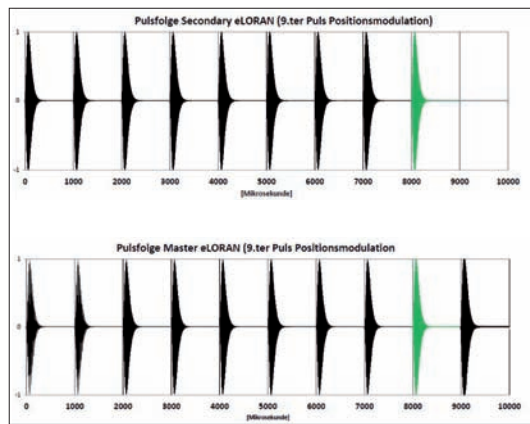 Pulsfolge Secondary eLORAN (9.ter Puls Positionsmodulation)
1
0
-1
0 1000 2000 3000 4000 5000 6000 7000 8000 9000 10000
[Mikrosekunde]
Pulsfolge Master eLORAN (9.ter Puls Positionsmodulation
1
0
-1
0 1000 2000 3000 4000 5000 6000 7000 8000 9000 10000
[Mikrosekunde]